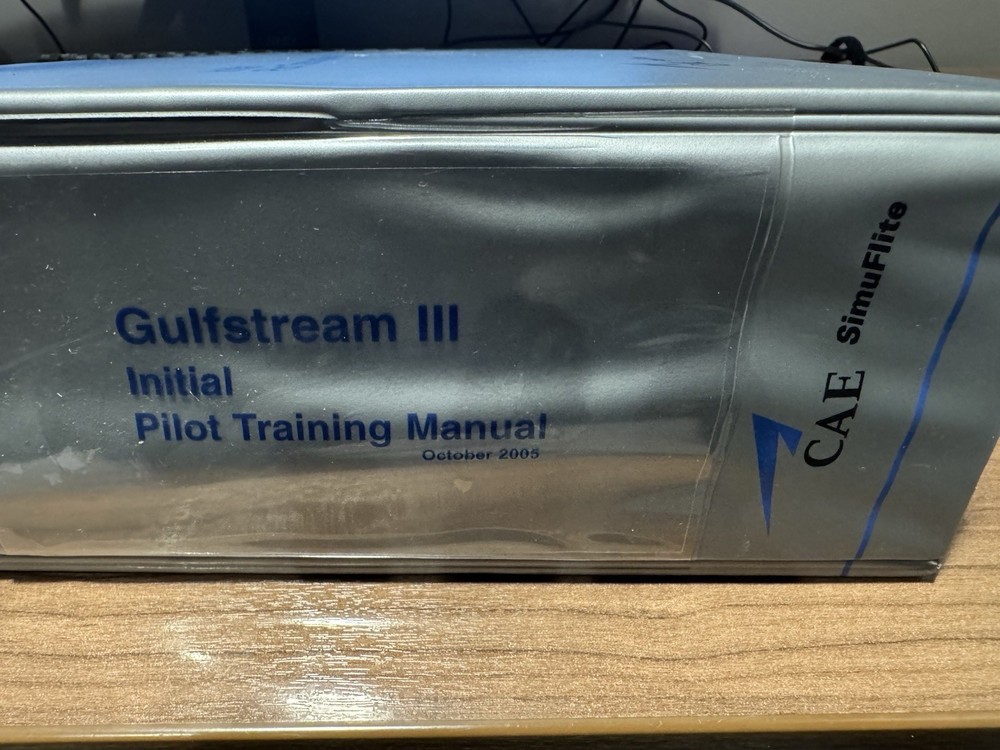 Gulfstream III
Initial
Pilot Training Manual
October 2005
CAE SimuFlite